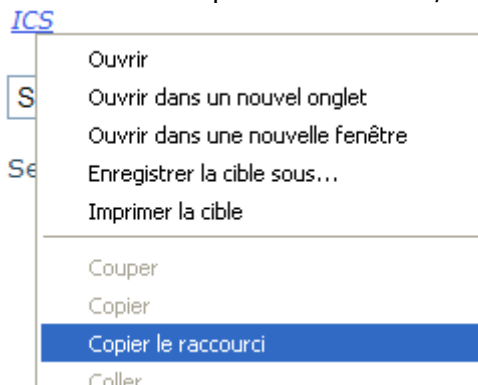 ICS
Ouvrir
S
Ouvrir dans un nouvel onglet
Ouvrir dans une nouvelle fenêtre
Se
Enregistrer la cible sous...
Imprimer la cible
Couper
Copier
Copier le raccourci
Coller